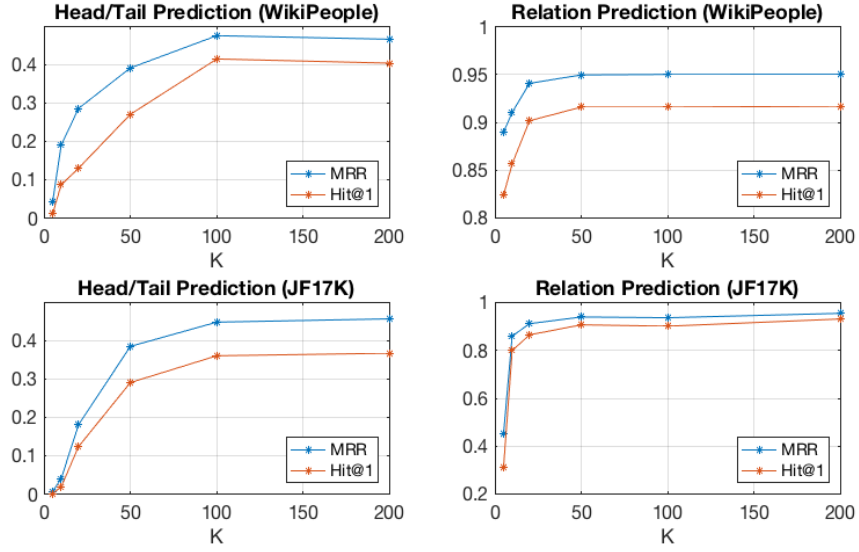 Head/Tail Prediction (WikiPeople)
0.4
0.3
0.2
0.1
0
0 50 100 150 200
K
MRR
Hit@1
Relation Prediction (WikiPeople)
1
0.95
0.9
0.85
0.8
0 50 100 150 200
K
MRR
Hit@1
Head/Tail Prediction (JF17K)
0.4
0.3
0.2
0.1
0
0 50 100 150 200
K
MRR
Hit@1
Relation Prediction (JF17K)
1
0.8
0.6
0.4
0.2
0 50 100 150 200
K
MRR
Hit@1